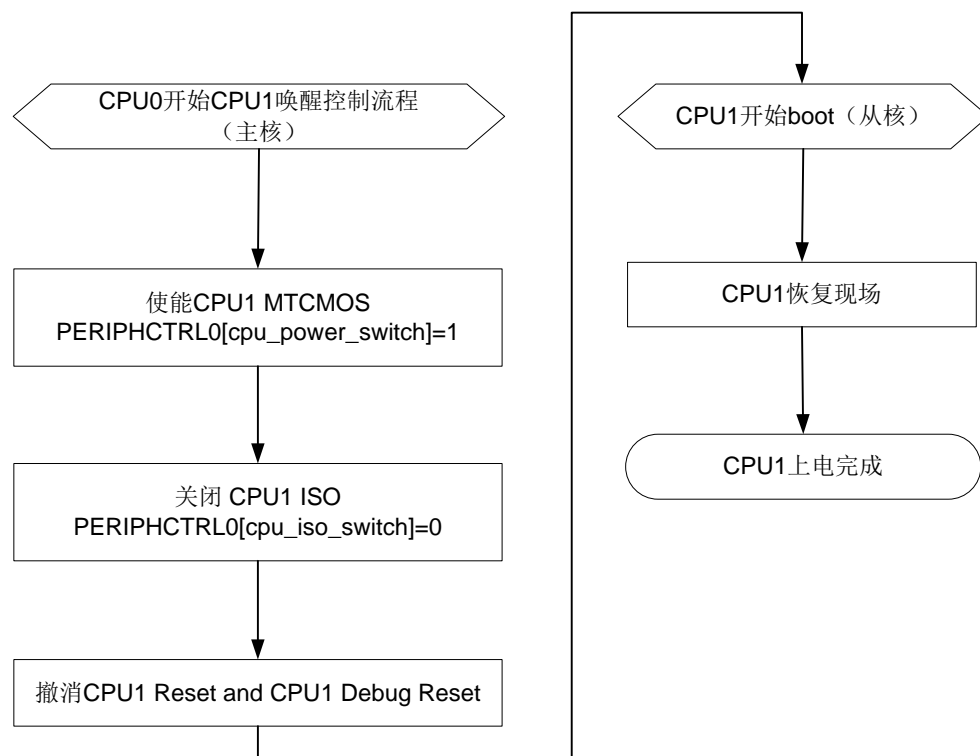 CPU0开始CPU1唤醒控制流程
（主核）
使能CPU1 MTCMOS
PERIPHCTRL0[cpu_power_switch]=1
关闭 CPU1 ISO
PERIPHCTRL0[cpu_iso_switch]=0
撤消CPU1 Reset and CPU1 Debug Reset
CPU1开始boot（从核）
CPU1恢复现场
CPU1上电完成